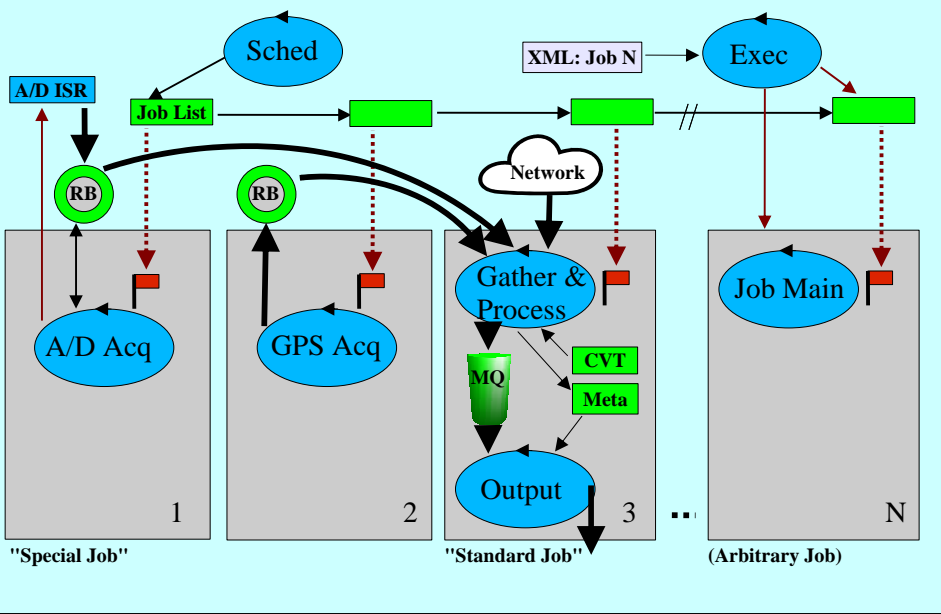 Sched
XML: Job N
Exec
A/D ISR
Job List
//
RB
RB
Network
Gather &
Process
Job Main
A/D Acq
GPS Acq
CVT
MQ
Meta
Output
1
2
3
...
N
"Special Job"
"Standard Job"
(Arbitrary Job)